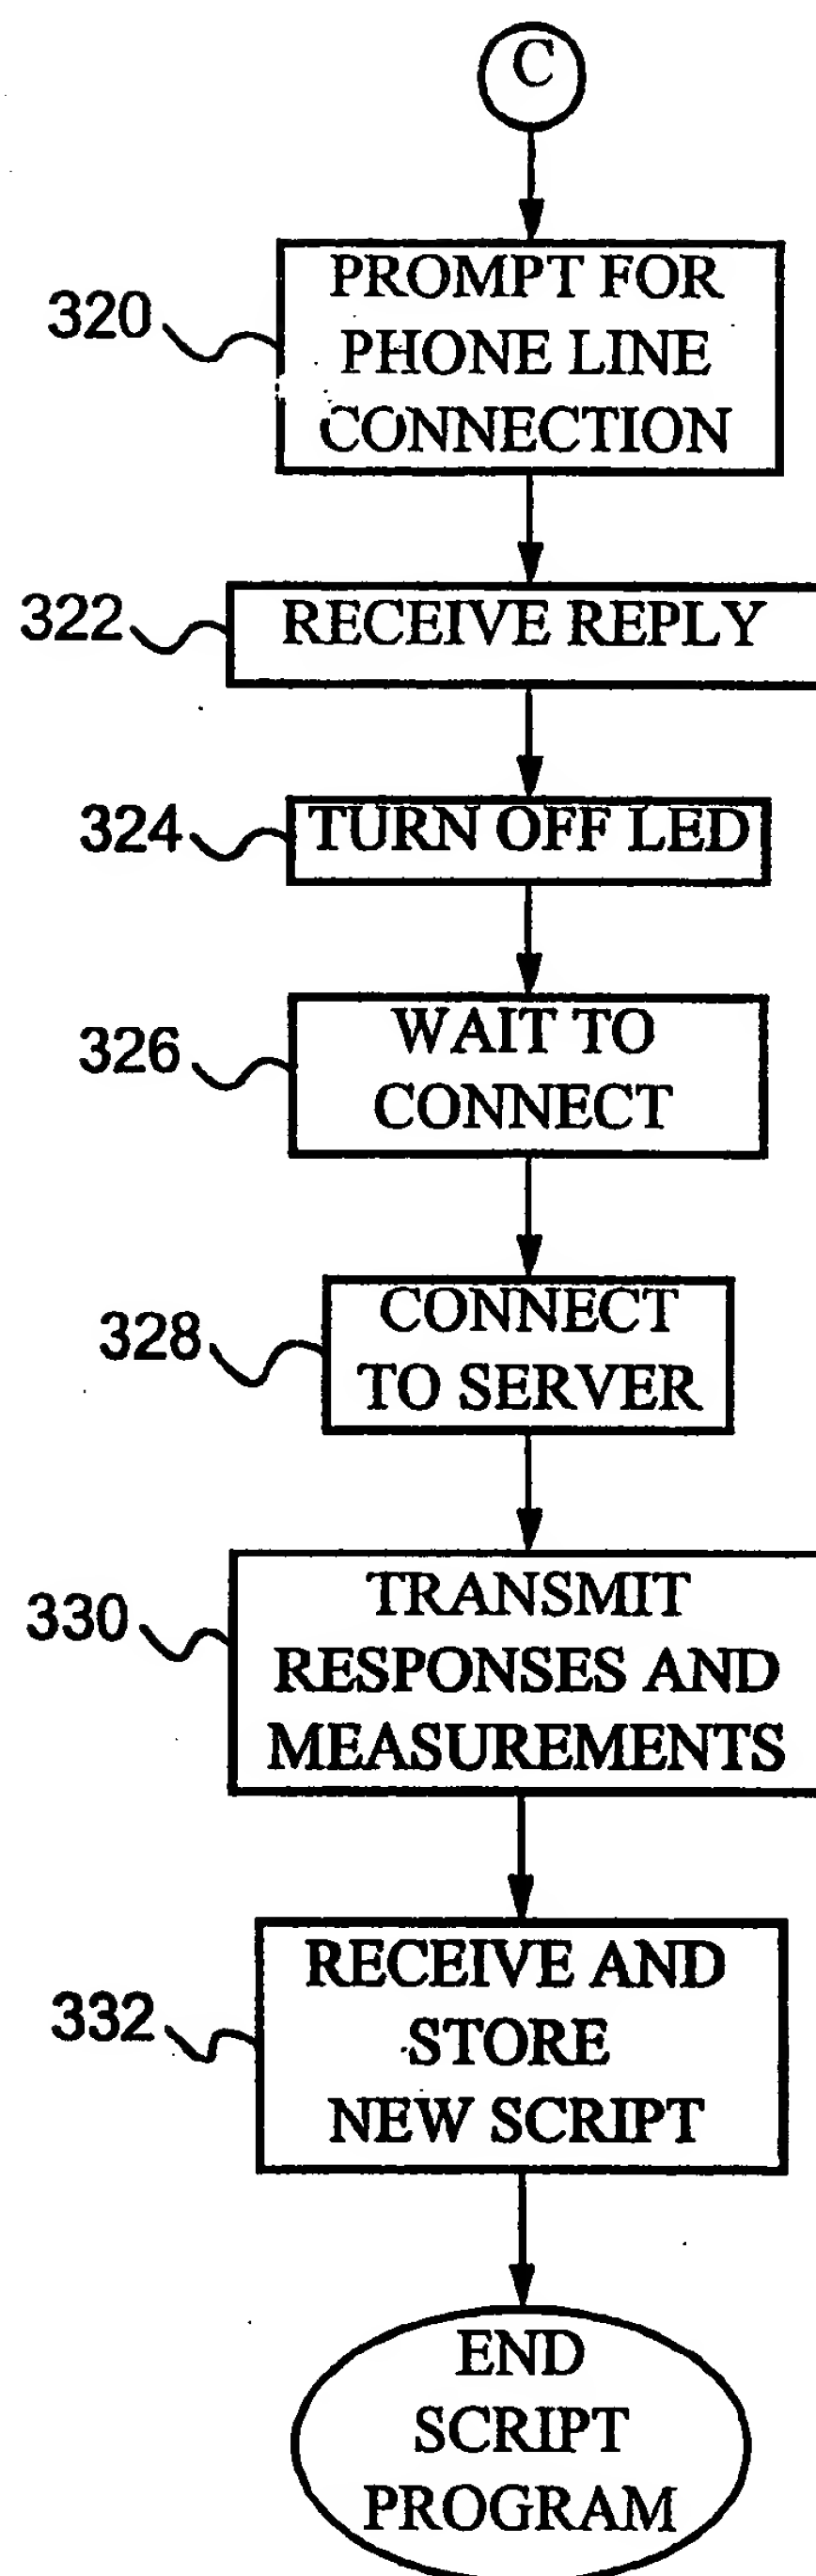 C
320
PROMPT FOR
PHONE LINE
CONNECTION
322
RECEIVE REPLY
324
TURN OFF LED
326
WAIT TO
CONNECT
328
CONNECT
TO SERVER
330
TRANSMIT
RESPONSES AND
MEASUREMENTS
332
RECEIVE AND
STORE
NEW SCRIPT
END
SCRIPT
PROGRAM